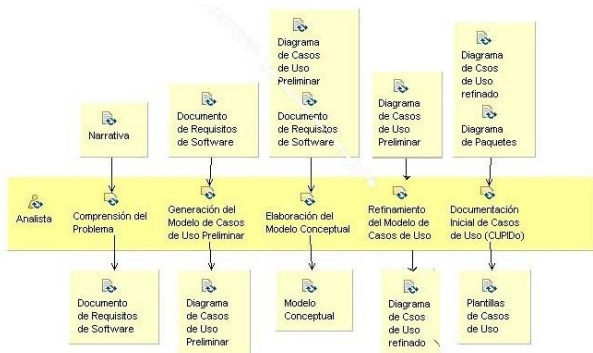 Diagrama
de Casos
de Uso
Preliminar
Diagrama
de Csos
de Uso
refinado
Narrativa
Documento
de Requisitos
de Software
Documento
de Requisitos
de Software
Diagrama
de Casos
de Uso
Preliminar
Diagrama
de Paquetes
Analista
Comprensión del
Problema
Generación del
Modelo de Casos
de Uso Preliminar
Elaboración del
Modelo Conceptual
Refinamiento
del Modelo de
Casos de Uso
Documentación
Inicial de Casos
de Uso (CUPIDo)
Documento
de Requisitos
de Software
Diagrama
de Casos
de Uso
Preliminar
Modelo
Conceptual
Diagrama
de Csos
de Uso
refinado
Plantillas
de Casos
de Uso